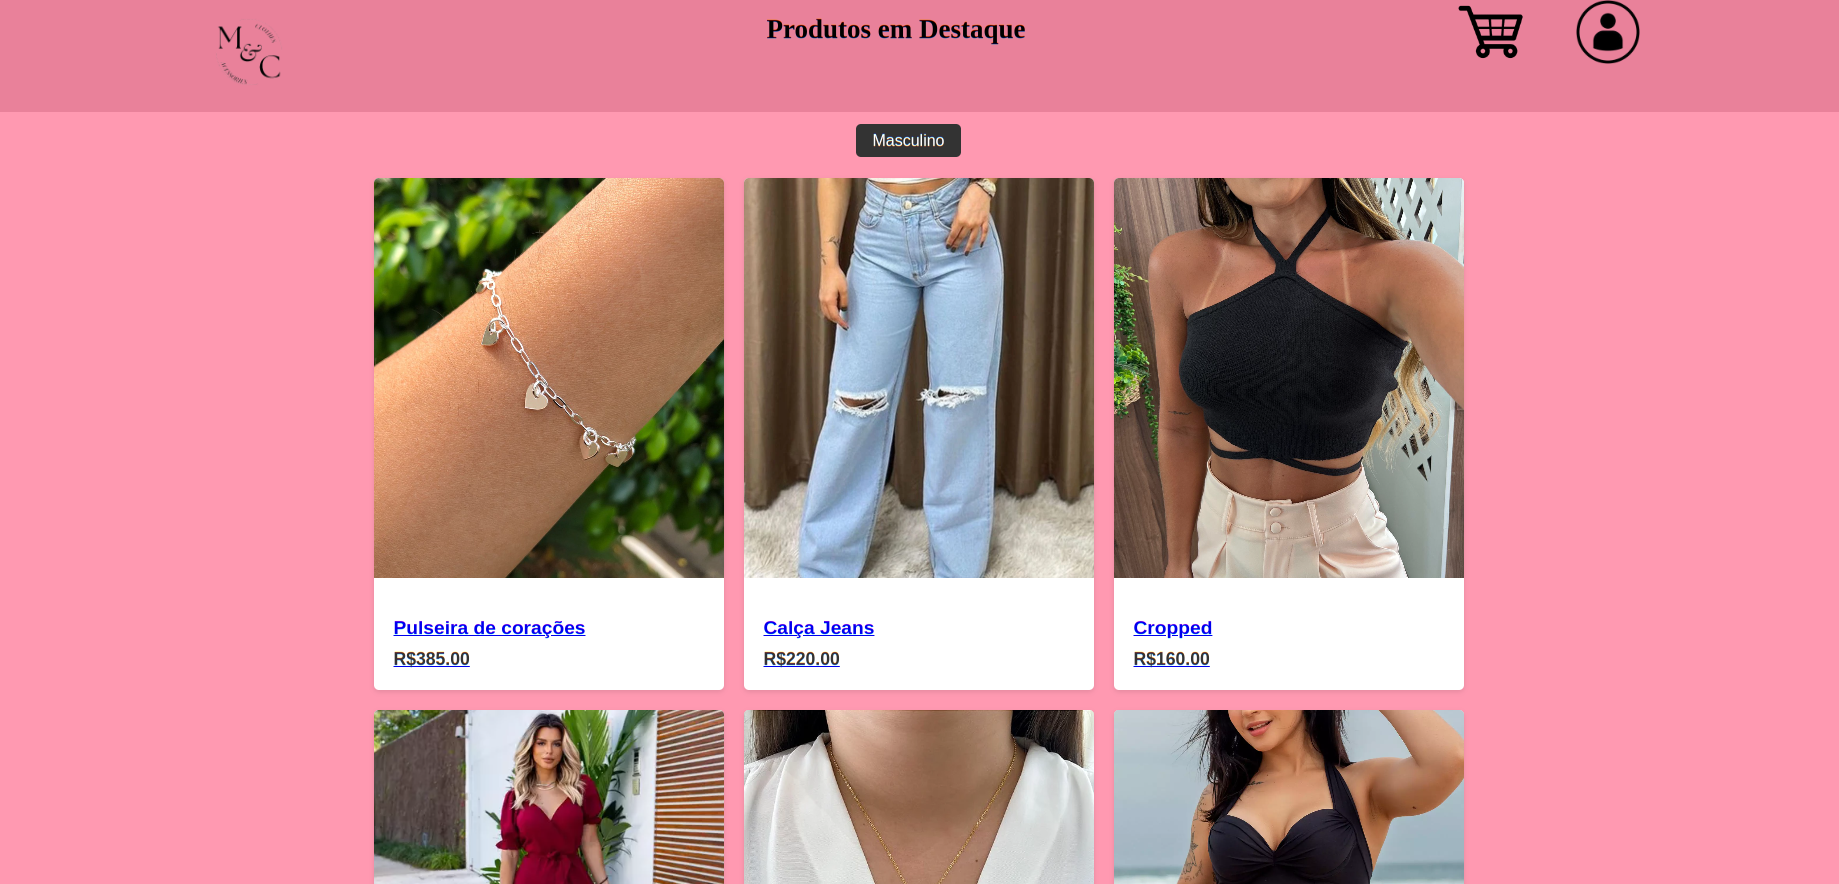 M
&
C
Produtos em Destaque
Masculino
Pulseira de corações
R$385.00
Calça Jeans
R$220.00
Cropped
R$160.00